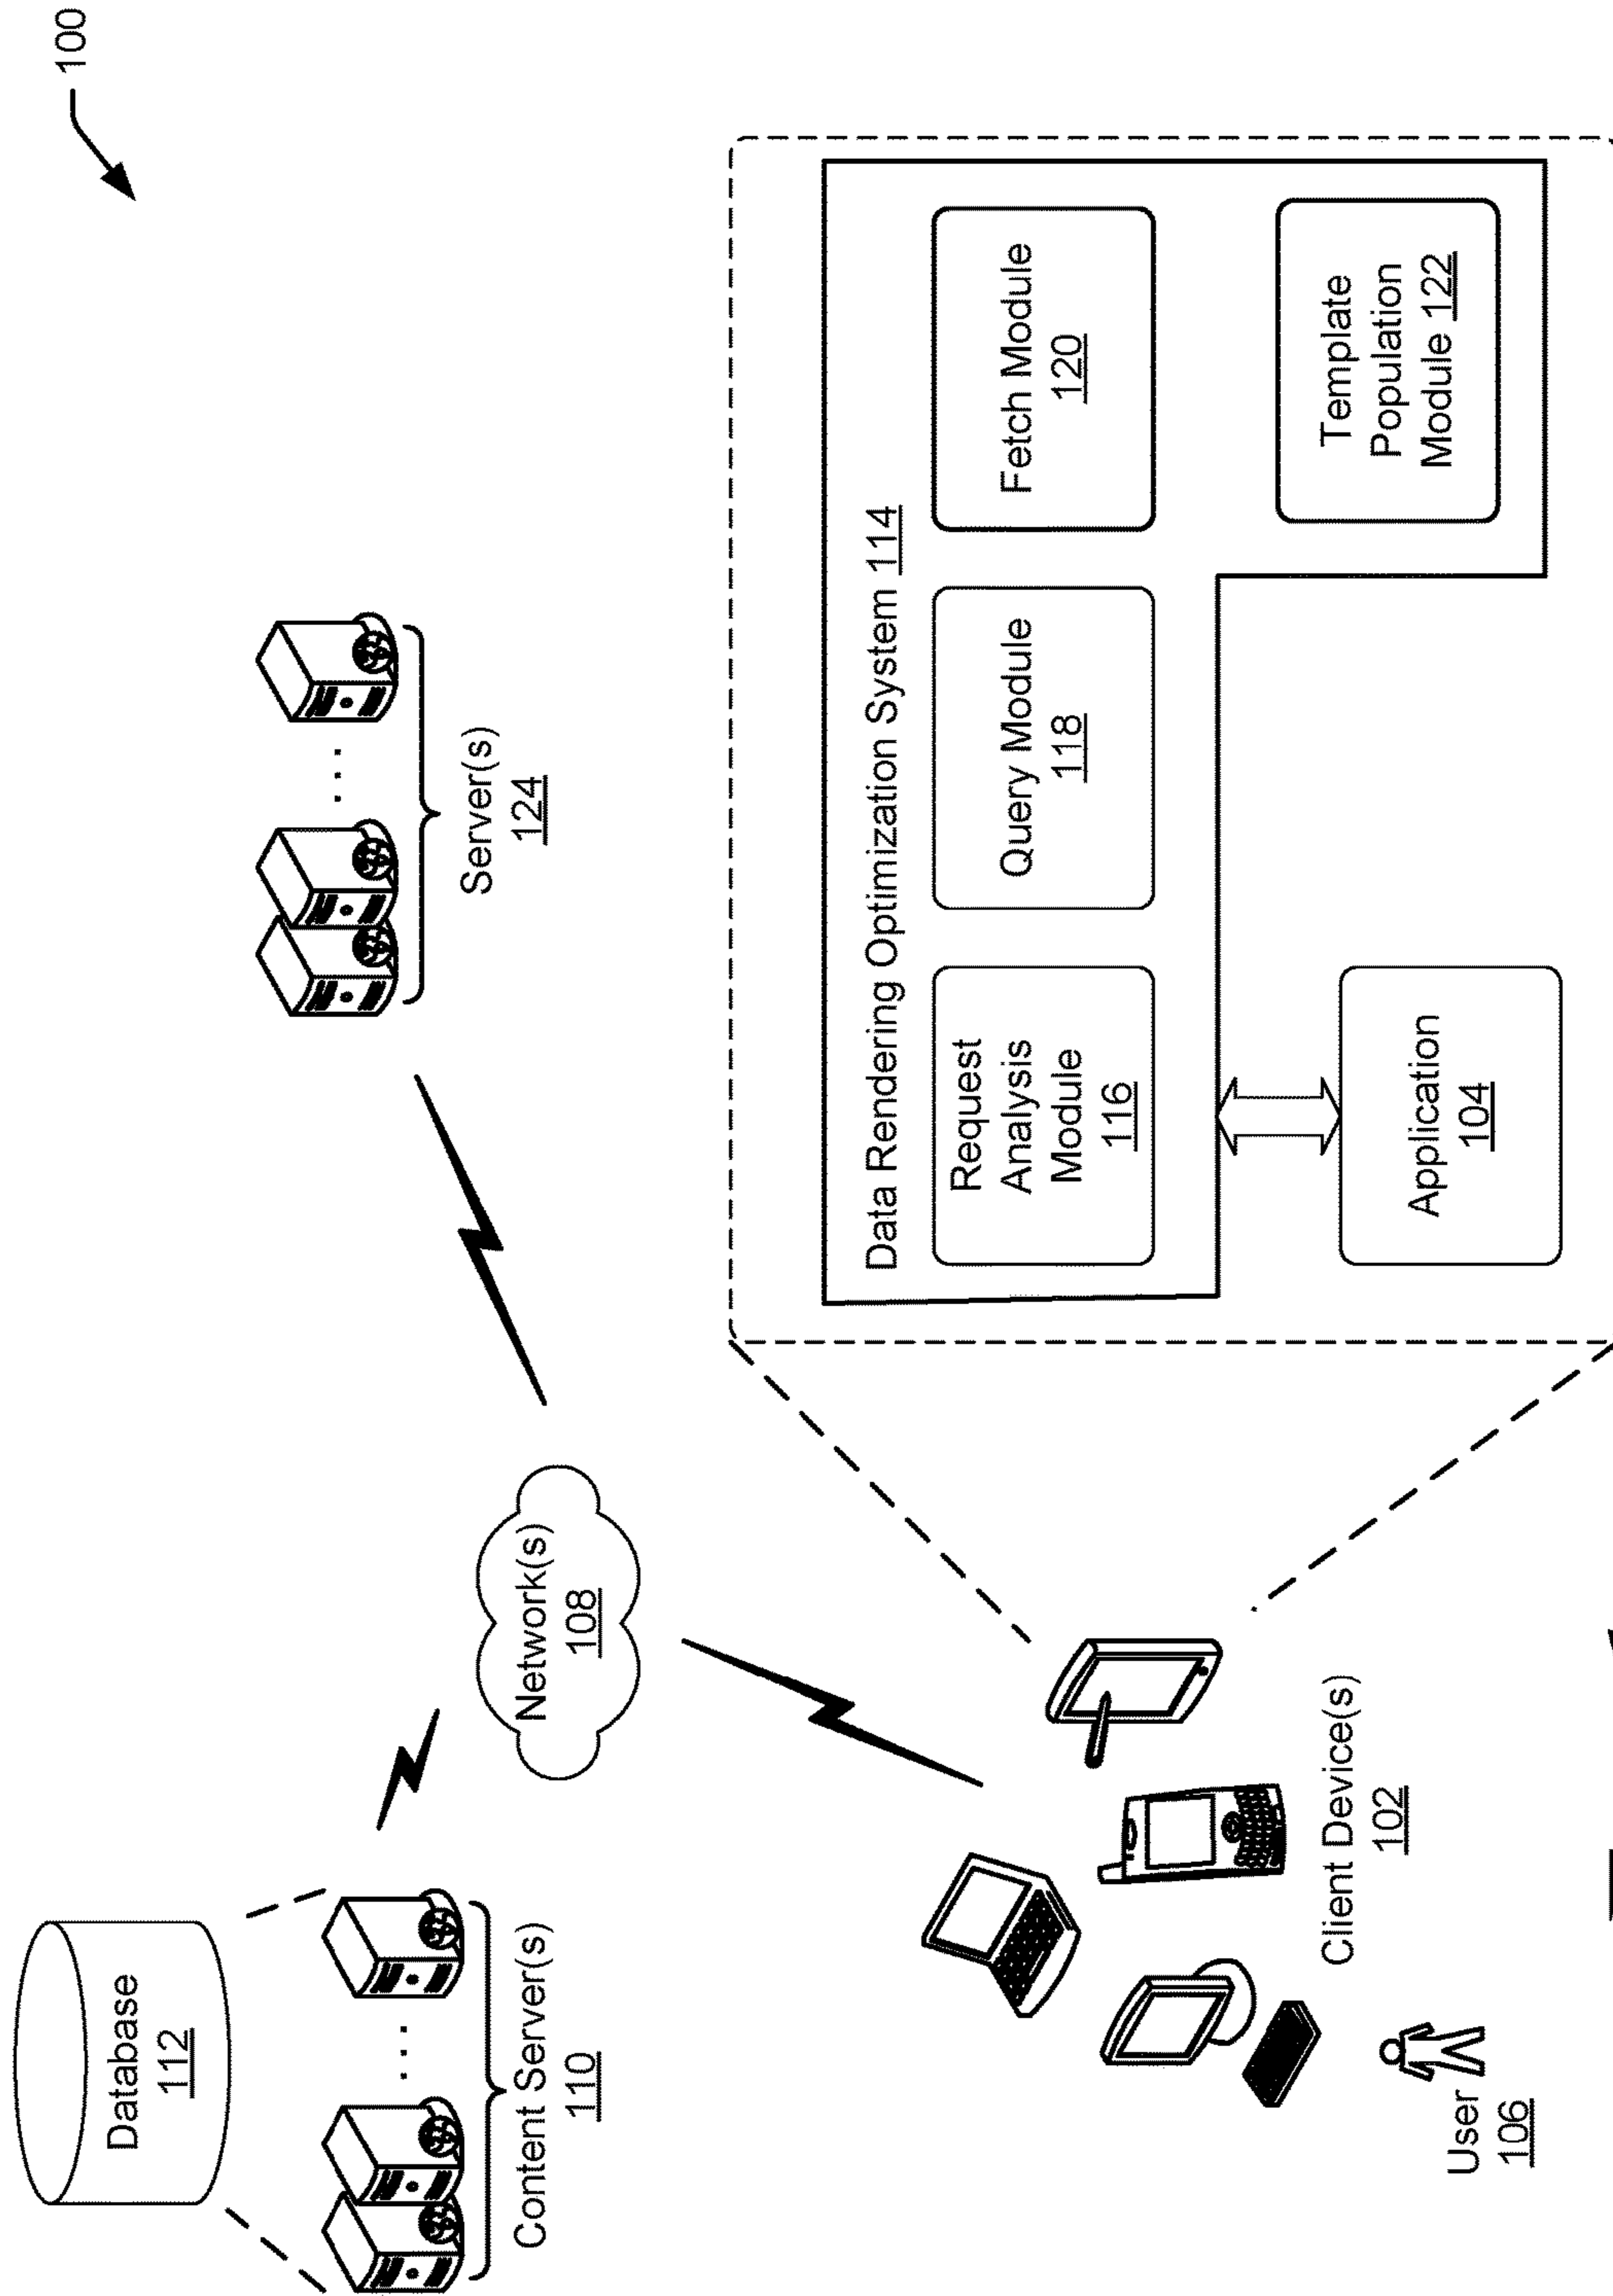 100
Database
112
Content Server(s)
110
Network(s)
108
Server(s)
124
User
106
Client Device(s)
102
Data Rendering Optimization System 114
Request
Analysis
Module
116
Query Module
118
Fetch Module
120
Template
Population
Module 122
Application
104